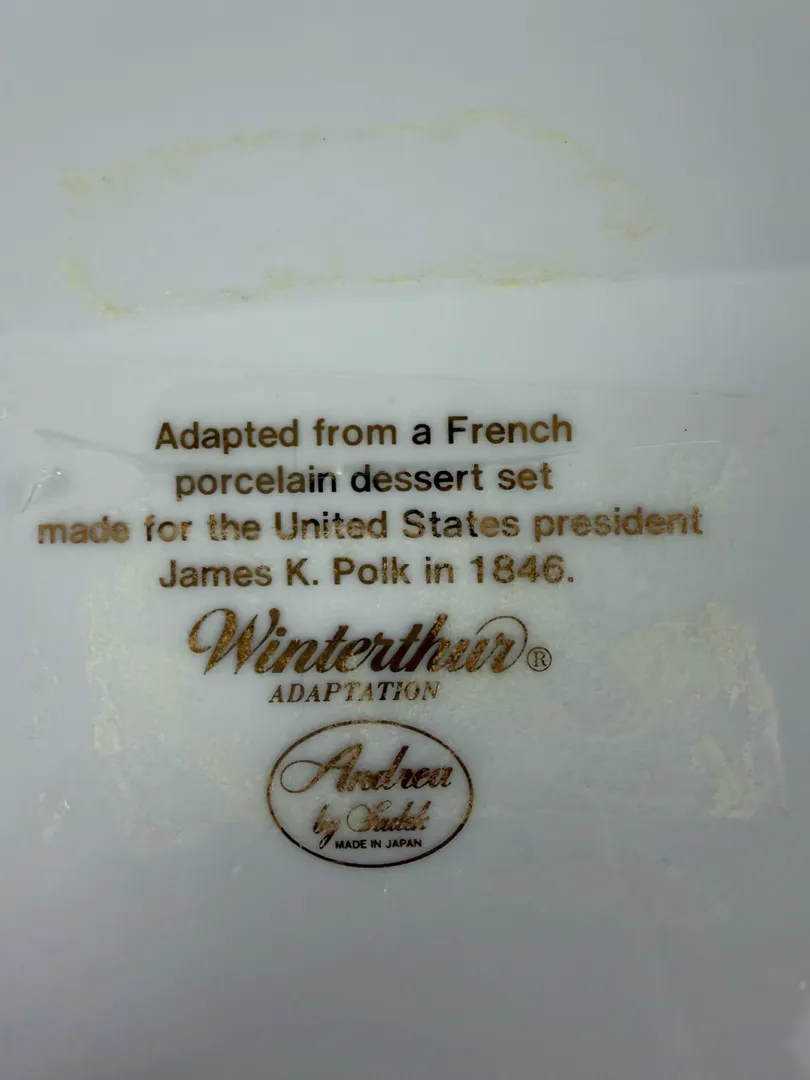 Adapted from a French
porcelain dessert set
made for the United States president
James K. Polk in 1846.
Winterthur®
ADAPTATION
Andrea
by Sadek
MADE IN JAPAN